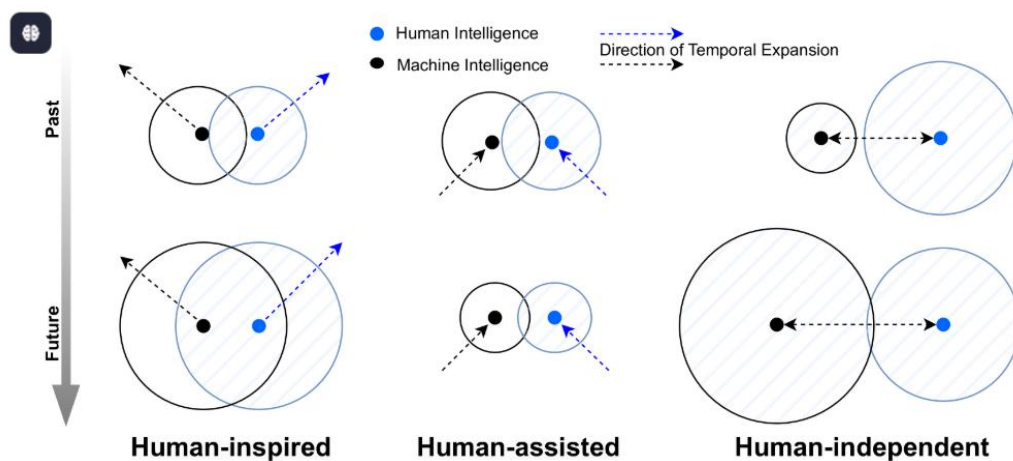 Human Intelligence
Machine Intelligence
Direction of Temporal Expansion
Past
Future
Human-inspired
Human-assisted
Human-independent